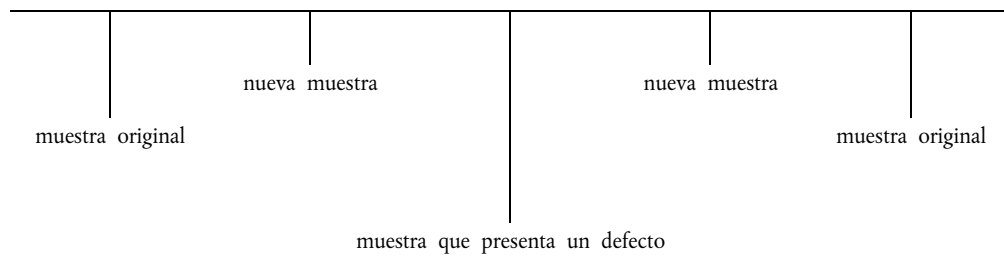 nueva muestra nueva muestra
muestra original muestra original
muestra que presenta un defecto